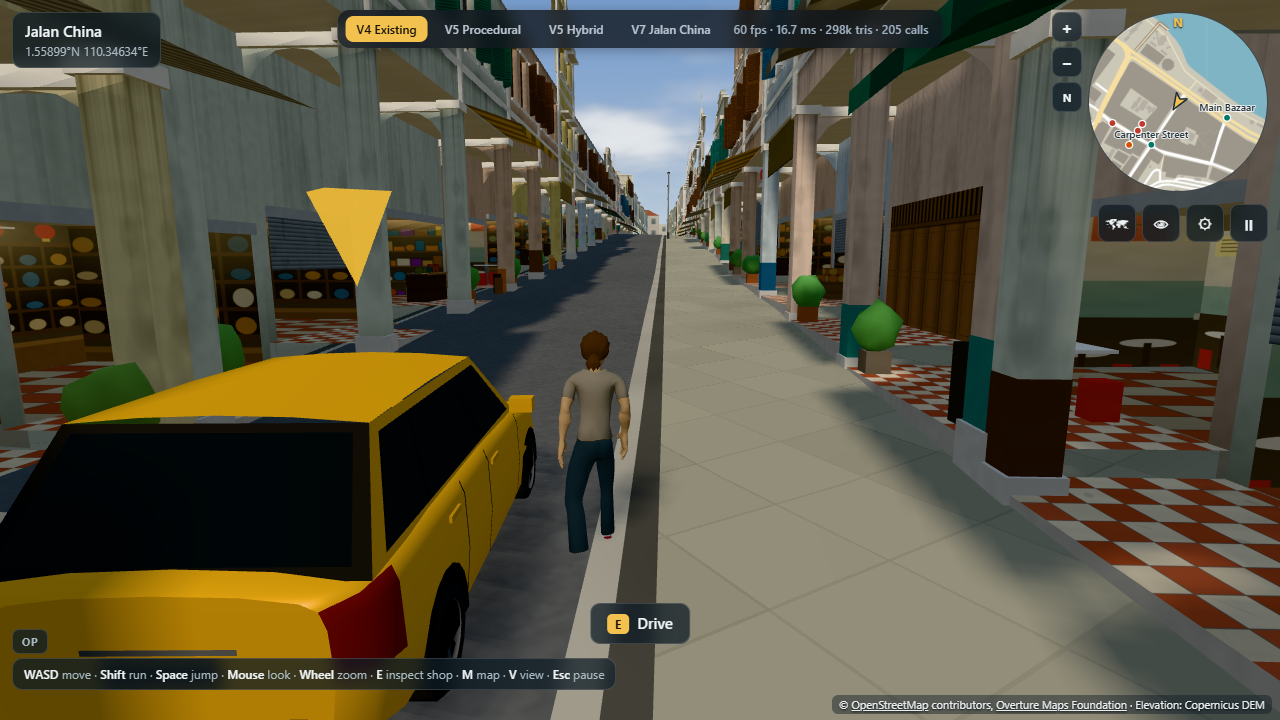 Jalan China
1.55899°N 110.34634°E
V4 Existing
V5 Procedural
V5 Hybrid
V7 Jalan China
60 fps · 16.7 ms · 298k tris · 205 calls
+
−
N
N
Main Bazaar
Carpenter Street
E Drive
OP
WASD move · Shift run · Space jump · Mouse look · Wheel zoom · E inspect shop · M map · V view · Esc pause
© OpenStreetMap contributors, Overture Maps Foundation · Elevation: Copernicus DEM